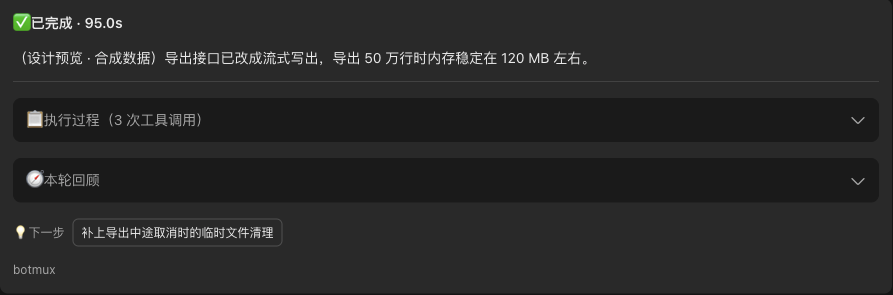 ✅已完成 · 95.0s
（设计预览 · 合成数据）导出接口已改成流式写出，导出 50 万行时内存稳定在 120 MB 左右。
📋执行过程（3 次工具调用）
🧭本轮回顾
💡下一步 补上导出中途取消时的临时文件清理
botmux